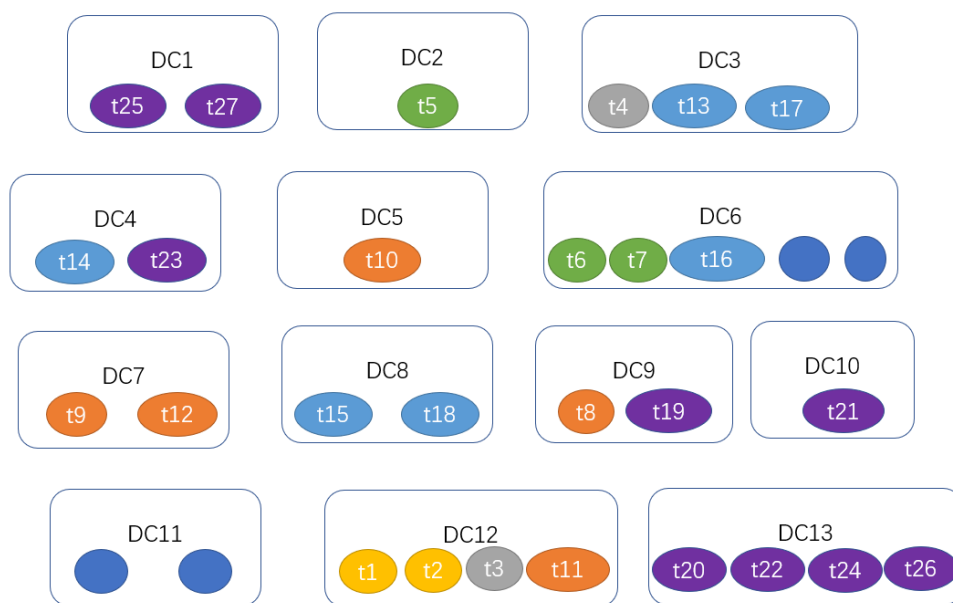 DC1
t25 t27
DC2
t5
DC3
t4 t13 t17
DC4
t14 t23
DC5
t10
DC6
t6 t7 t16
DC7
t9 t12
DC8
t15 t18
DC9
t8 t19
DC10
t21
DC11
DC12
t1 t2 t3 t11
DC13
t20 t22 t24 t26